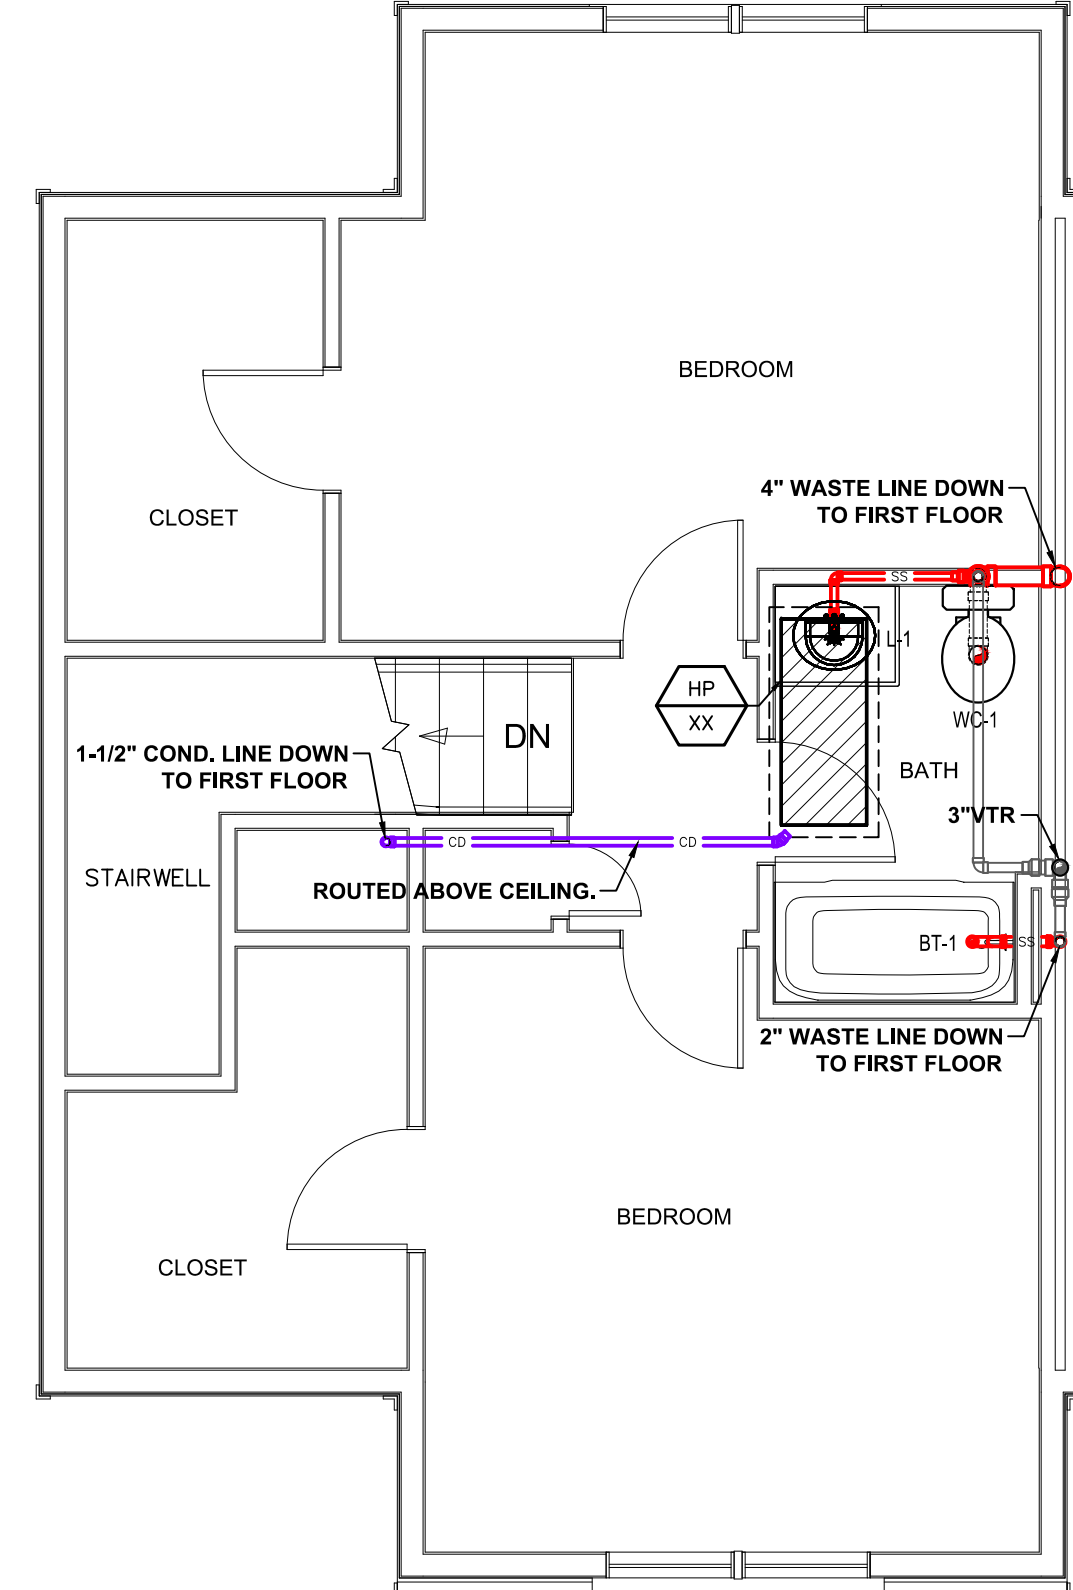 BEDROOM
4" WASTE LINE DOWN
TO FIRST FLOOR
CLOSET
SS
L-1
HP
XX
WC-1
DN
1-1/2" COND. LINE DOWN
TO FIRST FLOOR
BATH
3"VTR
CD
CD
STAIRWELL
ROUTED ABOVE CEILING.
BT-1
SS
2" WASTE LINE DOWN
TO FIRST FLOOR
BEDROOM
CLOSET